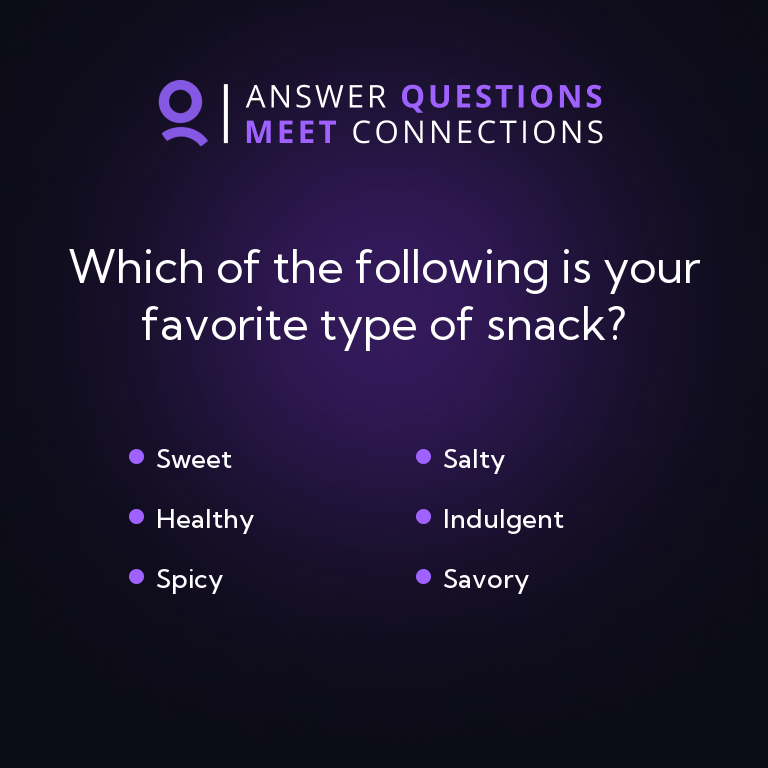 ANSWER QUESTIONS
MEET CONNECTIONS
Which of the following is your
favorite type of snack?
Sweet
Salty
Healthy
Indulgent
Spicy
Savory